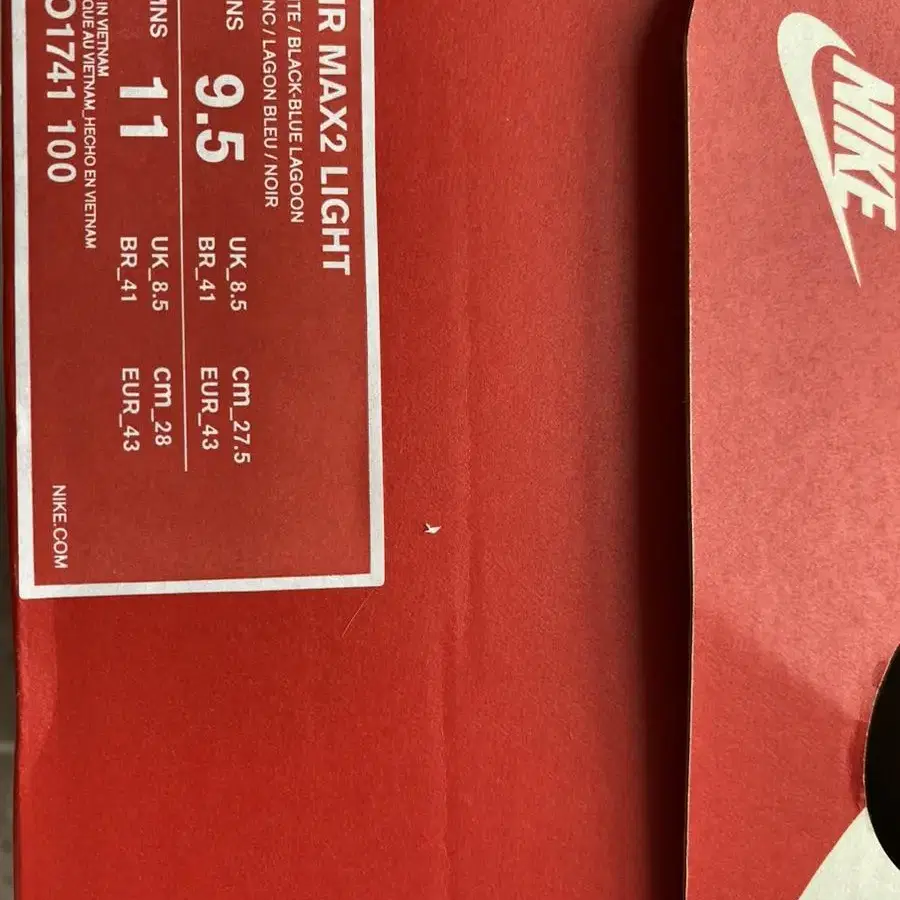 IR MAX2 LIGHT
TE / BLACK-BLUE LAGOON
NC / LAGON BLEU / NOIR
NS 9.5 UK_8.5 cm_27.5
BR_41 EUR_43
MNS 11 UK_8.5 cm_28
BR_41 EUR_43
IN VIETNAM
QUE AU VIETNAM_HECHO EN VIETNAM
O1741 100
NIKE.COM
NIKE